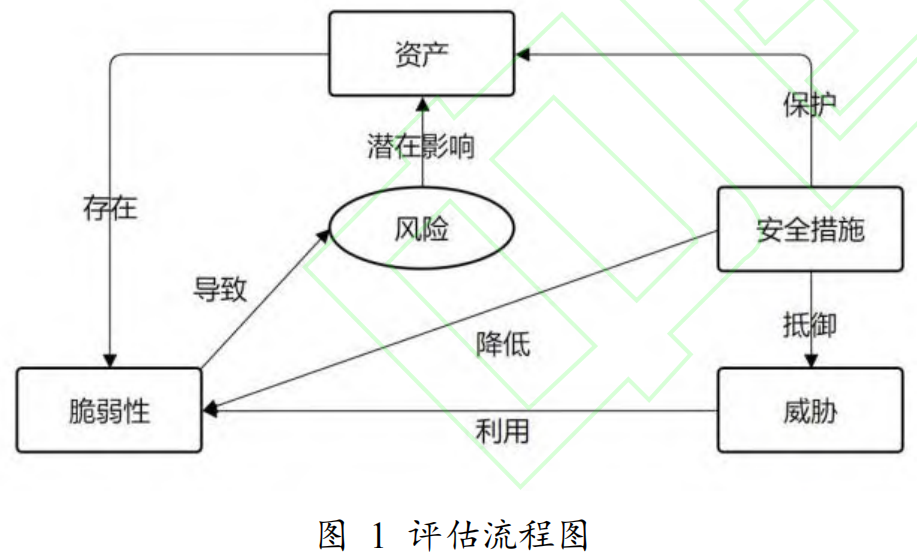 资产
保护
潜在影响
存在
风险
安全措施
导致
抵御
降低
脆弱性
威胁
利用
图 1 评估流程图